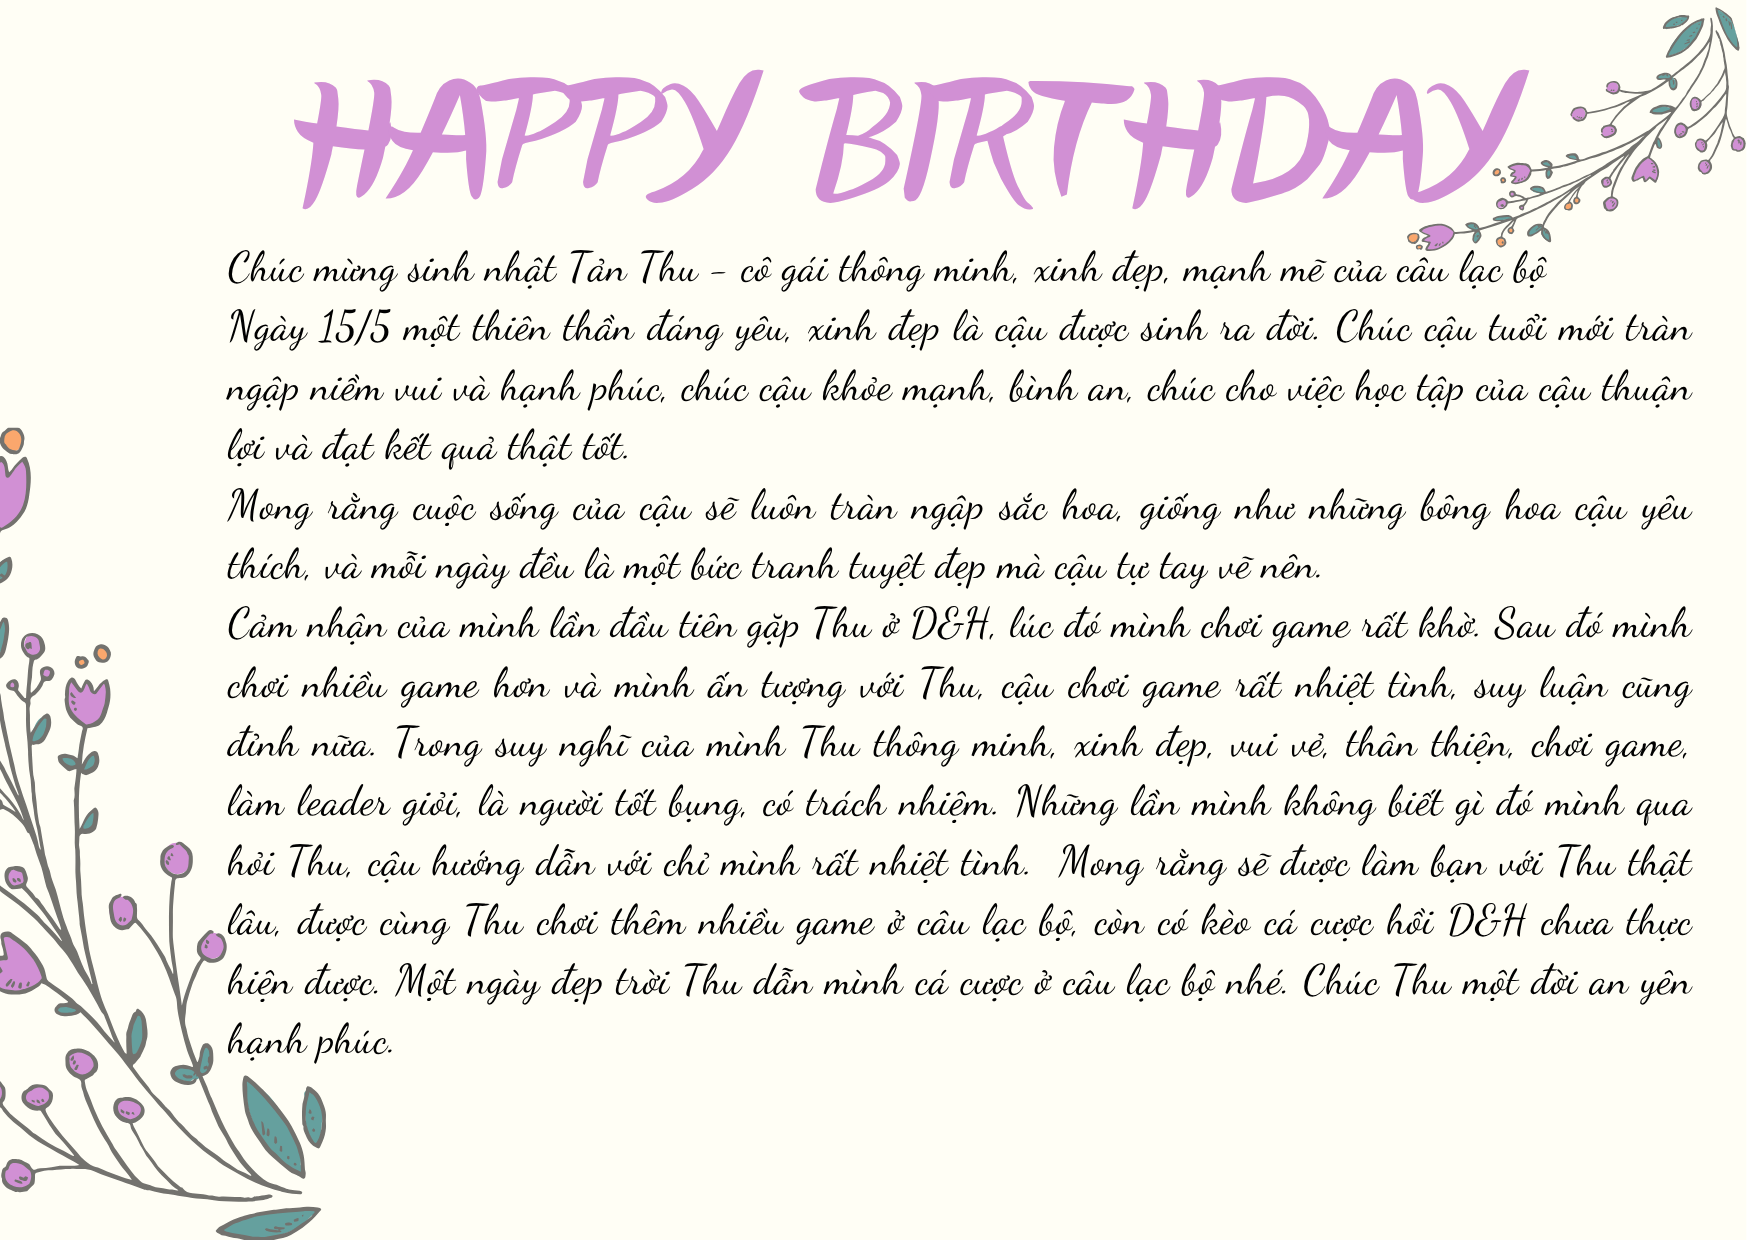 HAPPY BIRTHDAY
Chúc mừng sinh nhật Tản Thu - cô gái thông minh, xinh đẹp, mạnh mẽ của câu lạc bộ
Ngày 15/5 một thiên thần đáng yêu, xinh đẹp là cậu được sinh ra đời. Chúc cậu tuổi mới tràn
ngập niềm vui và hạnh phúc, chúc cậu khỏe mạnh, bình an, chúc cho việc học tập của cậu thuận
lợi và đạt kết quả thật tốt.
Mong rằng cuộc sống của cậu sẽ luôn tràn ngập sắc hoa, giống như những bông hoa cậu yêu
thích, và mỗi ngày đều là một bức tranh tuyệt đẹp mà cậu tự tay vẽ nên.
Cảm nhận của mình lần đầu tiên gặp Thu ở D&H, lúc đó mình chơi game rất khờ. Sau đó mình
chơi nhiều game hơn và mình ấn tượng với Thu, cậu chơi game rất nhiệt tình, suy luận cũng
đỉnh nữa. Trong suy nghĩ của mình Thu thông minh, xinh đẹp, vui vẻ, thân thiện, chơi game,
làm leader giỏi, là người tốt bụng, có trách nhiệm. Những lần mình không biết gì đó mình qua
hỏi Thu, cậu hướng dẫn với chỉ mình rất nhiệt tình. Mong rằng sẽ được làm bạn với Thu thật
lâu, được cùng Thu chơi thêm nhiều game ở câu lạc bộ, còn có kèo cá cược hồi D&H chưa thực
hiện được. Một ngày đẹp trời Thu dẫn mình cá cược ở câu lạc bộ nhé. Chúc Thu một đời an yên
hạnh phúc.